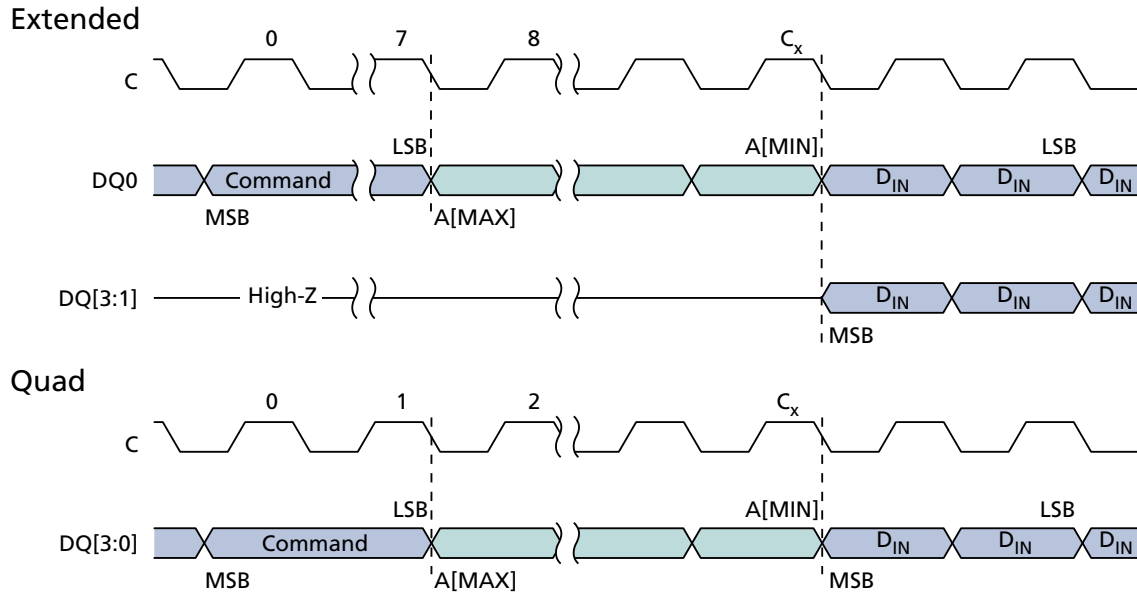 Extended
0 7 8 Cx
C
LSB A[MIN] LSB
DQ0 Command DIN DIN DIN
MSB A[MAX]
DQ[3:1] High-Z DIN DIN DIN
MSB
Quad
0 1 2 Cx
C
LSB A[MIN] LSB
DQ[3:0] Command DIN DIN DIN
MSB A[MAX] MSB